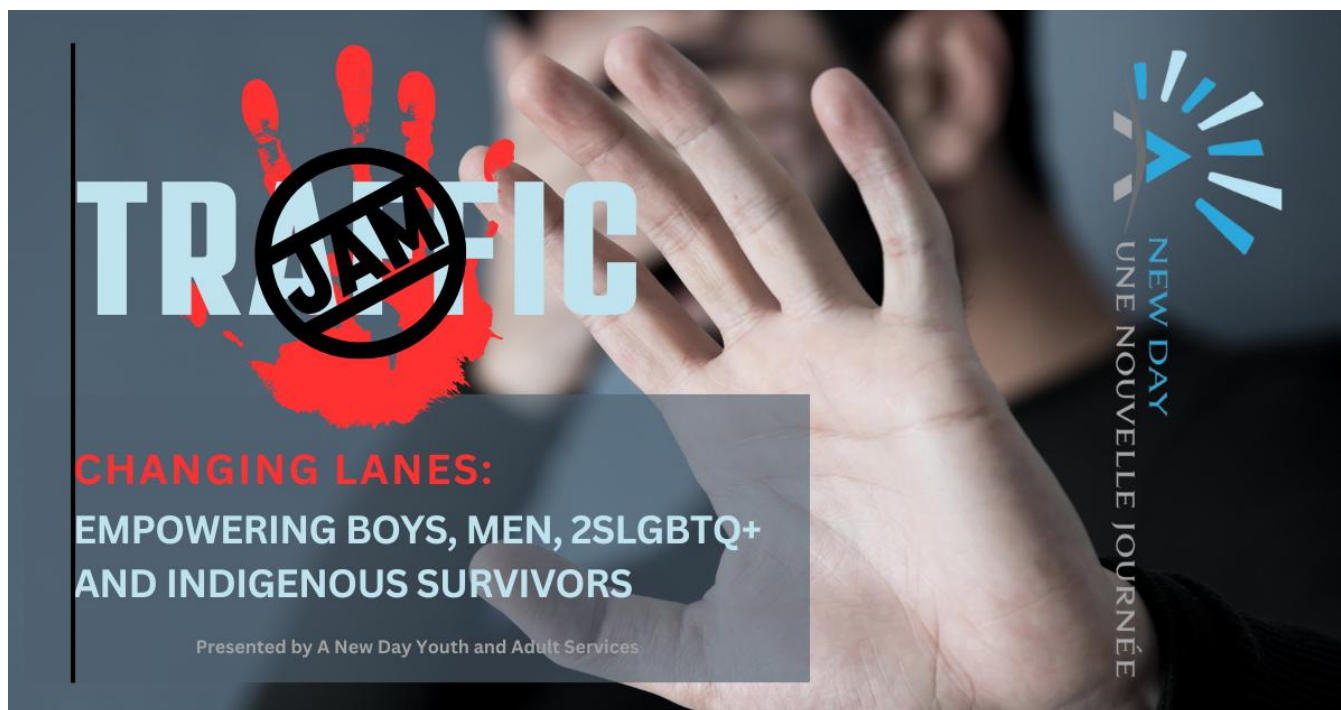 TRAFFIC
JAM
CHANGING LANES:
EMPOWERING BOYS, MEN, 2SLGBTQ+
AND INDIGENOUS SURVIVORS
Presented by A New Day Youth and Adult Services
A
NEW DAY
UNE NOUVELLE JOURNÉE